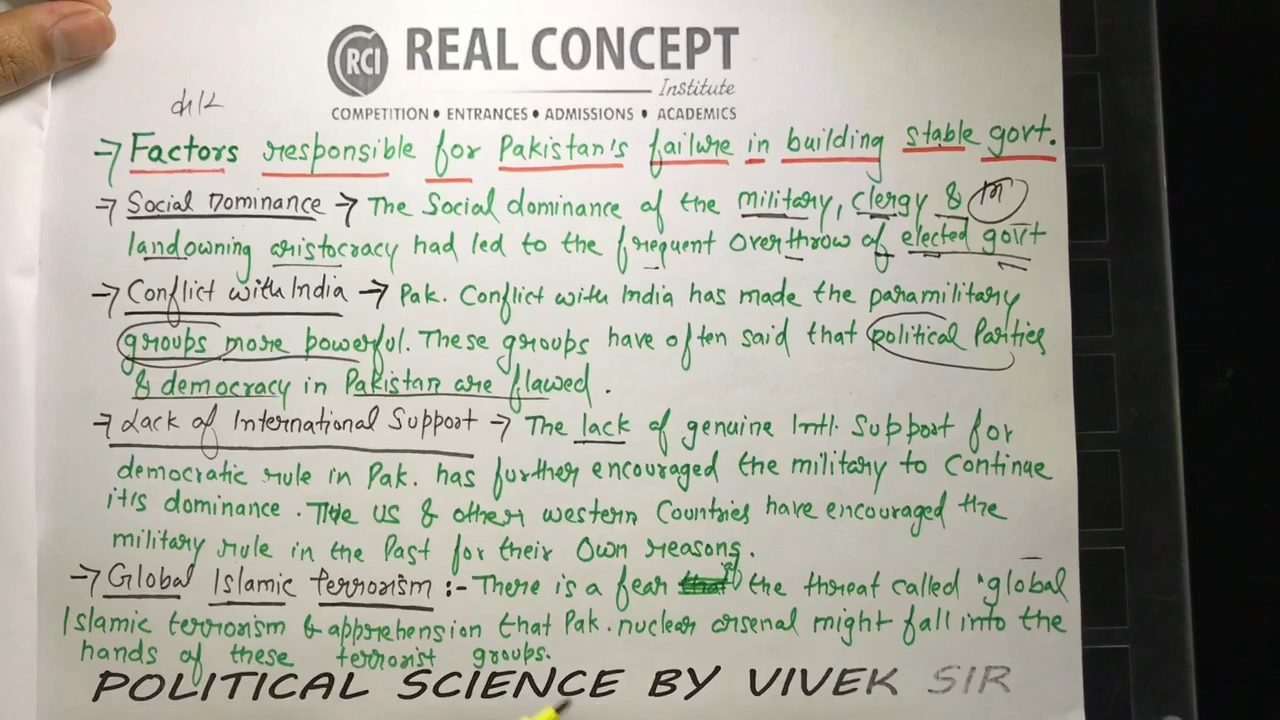 RCI REAL CONCEPT
Institute
COMPETITION • ENTRANCES • ADMISSIONS • ACADEMICS
→ Factors responsible for Pakistan's failure in building stable govt.
→ Social Dominance → The Social dominance of the military, clergy &
landowning aristocracy had led to the frequent overthrow of elected govt
→ Conflict with India → Pak. Conflict with India has made the paramilitary
groups more powerful. These groups have often said that political Parties
& democracy in Pakistan are flawed.
→ Lack of International Support → The lack of genuine Intl. Support for
democratic rule in Pak. has further encouraged the military to Continue
it's dominance. The US & other western Countries have encouraged the
military rule in the Past for their Own reasons.
→ Global Islamic terrorism :- There is a fear of the threat called 'global
Islamic terrorism & apprehension that Pak. nuclear arsenal might fall into the
hands of these terrorist groups.
POLITICAL SCIENCE BY VIVEK SIR